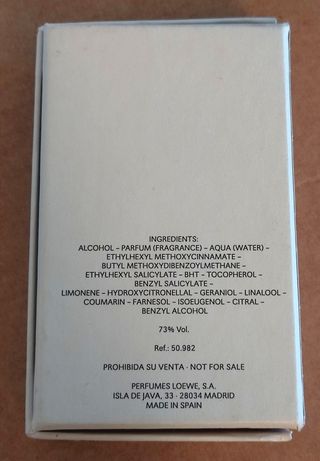 INGREDIENTS:
ALCOHOL – PARFUM (FRAGRANCE) – AQUA (WATER) –
ETHYLHEXYL METHOXYCINNAMATE –
BUTYL METHOXYDIBENZOYLMETHANE –
ETHYLHEXYL SALICYLATE – BHT – TOCOPHEROL –
BENZYL SALICYLATE –
LIMONENE – HYDROXYCITRONELLAL – GERANIOL – LINALOOL –
COUMARIN – FARNESOL – ISOEUGENOL – CITRAL –
BENZYL ALCOHOL
73% Vol.
Ref.: 50.982
PROHIBIDA SU VENTA · NOT FOR SALE
PERFUMES LOEWE, S.A.
ISLA DE JAVA, 33 · 28034 MADRID
MADE IN SPAIN